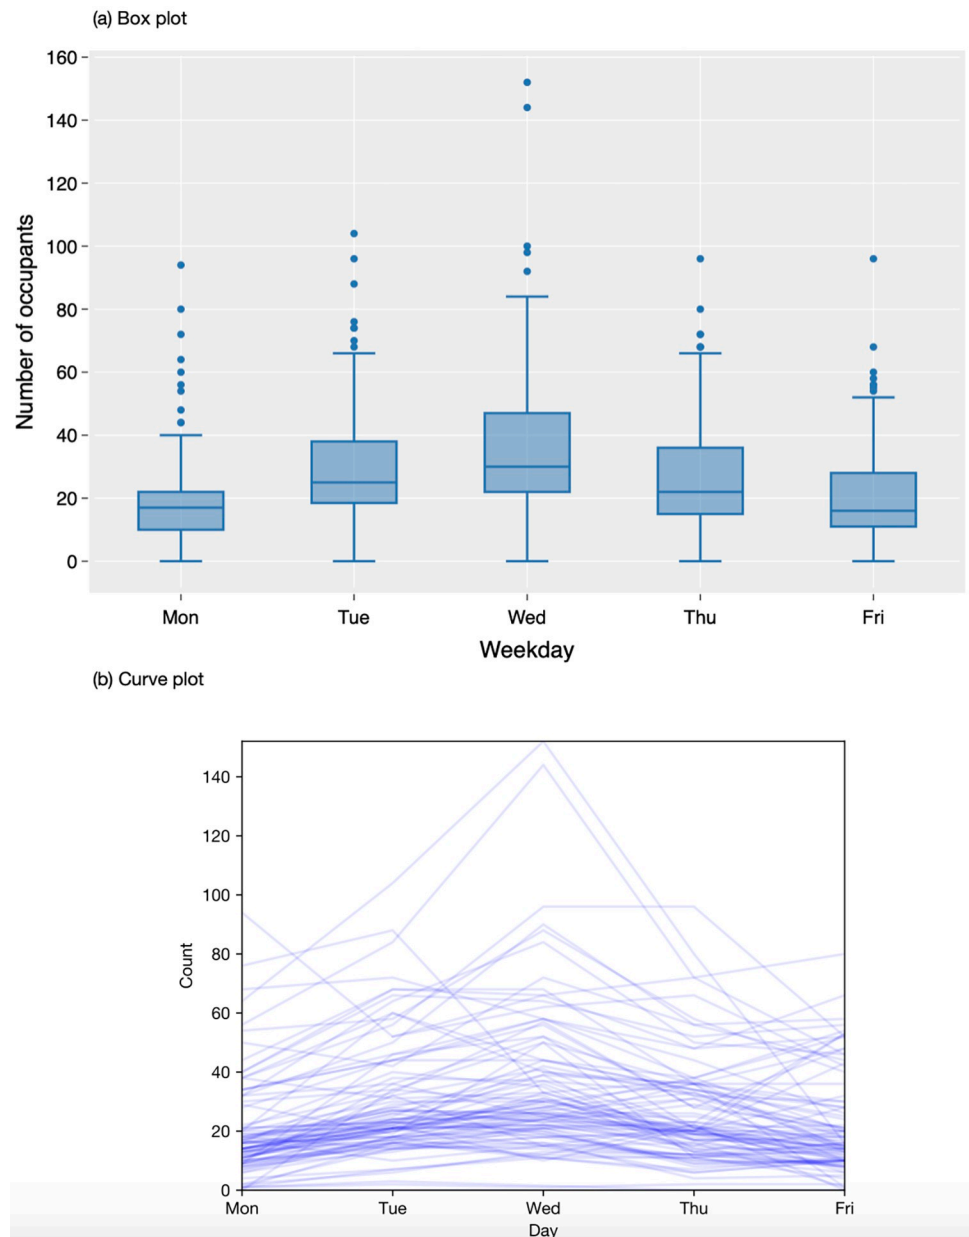 (a) Box plot
160
140
120
100
80
60
40
20
0
Number of occupants
Mon Tue Wed Thu Fri
Weekday
(b) Curve plot
140
120
100
80
60
40
20
0
Count
Mon Tue Wed Thu Fri
Day